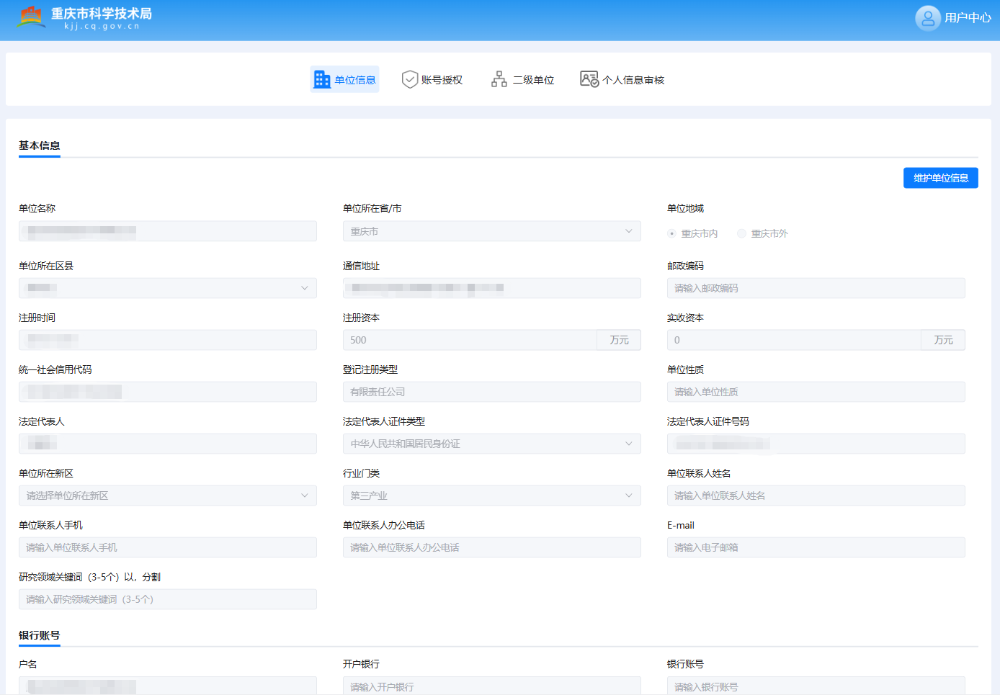 重庆市科学技术局
kjj.cq.gov.cn
用户中心
单位信息 账号授权 二级单位 个人信息审核
基本信息
维护单位信息
单位名称 单位所在省/市 单位地域
重庆市 重庆市内 重庆市外
单位所在区县 通信地址 邮政编码
请输入邮政编码
注册时间 注册资本 实收资本
500 万元 0 万元
统一社会信用代码 登记注册类型 单位性质
有限责任公司 请输入单位性质
法定代表人 法定代表人证件类型 法定代表人证件号码
中华人民共和国居民身份证
单位所在新区 行业门类 单位联系人姓名
请选择单位所在新区 第三产业 请输入单位联系人姓名
单位联系人手机 单位联系人办公电话 E-mail
请输入单位联系人手机 请输入单位联系人办公电话 请输入电子邮箱
研究领域关键词（3-5个）以，分割
请输入研究领域关键词（3-5个）
银行账号
户名 开户银行 银行账号
请输入开户银行 请输入银行账号